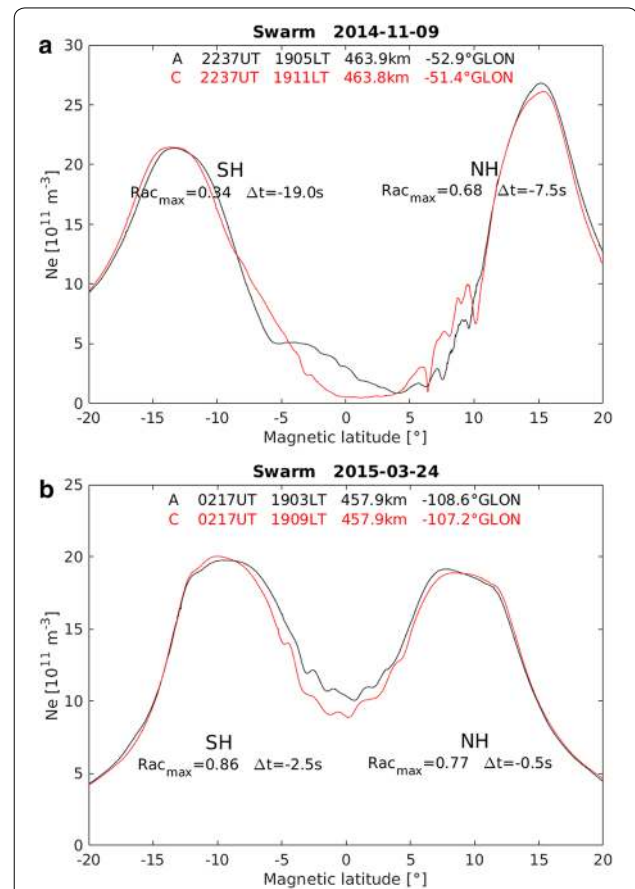 Swarm 2014-11-09
a
30
A 2237UT 1905LT 463.9km -52.9°GLON
C 2237UT 1911LT 463.8km -51.4°GLON
25
20
SH NH
Rac_max=0.34 Δt=-19.0s Rac_max=0.68 Δt=-7.5s
15
10
5
0
Ne [10^11 m^-3]
-20 -15 -10 -5 0 5 10 15 20
Magnetic latitude [°]
Swarm 2015-03-24
b
25
A 0217UT 1903LT 457.9km -108.6°GLON
C 0217UT 1909LT 457.9km -107.2°GLON
20
15
10
SH NH
Rac_max=0.86 Δt=-2.5s Rac_max=0.77 Δt=-0.5s
5
0
Ne [10^11 m^-3]
-20 -15 -10 -5 0 5 10 15 20
Magnetic latitude [°]